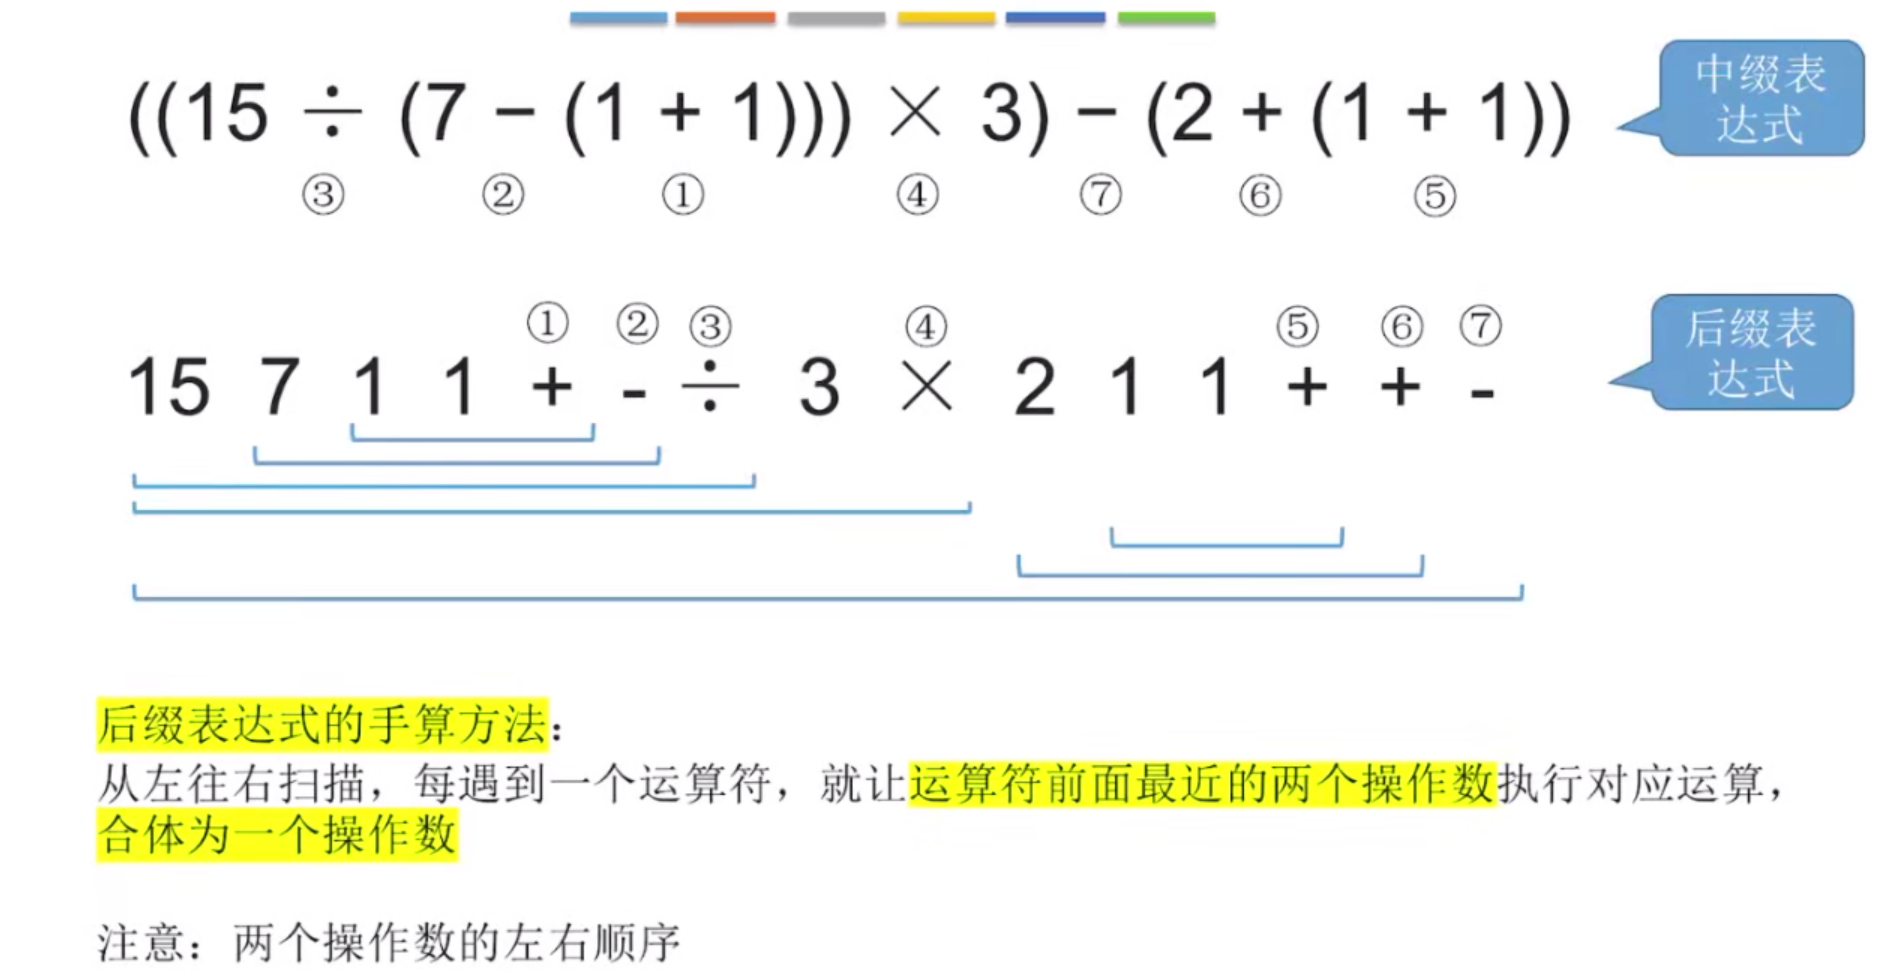 ((15 ÷ (7 − (1 + 1))) × 3) − (2 + (1 + 1))
中缀表
达式
③ ② ① ④ ⑦ ⑥ ⑤
① ② ③ ④ ⑤ ⑥ ⑦
15 7 1 1 + - ÷ 3 × 2 1 1 + + -
后缀表
达式
后缀表达式的手算方法：
从左往右扫描，每遇到一个运算符，就让运算符前面最近的两个操作数执行对应运算，
合体为一个操作数
注意：两个操作数的左右顺序